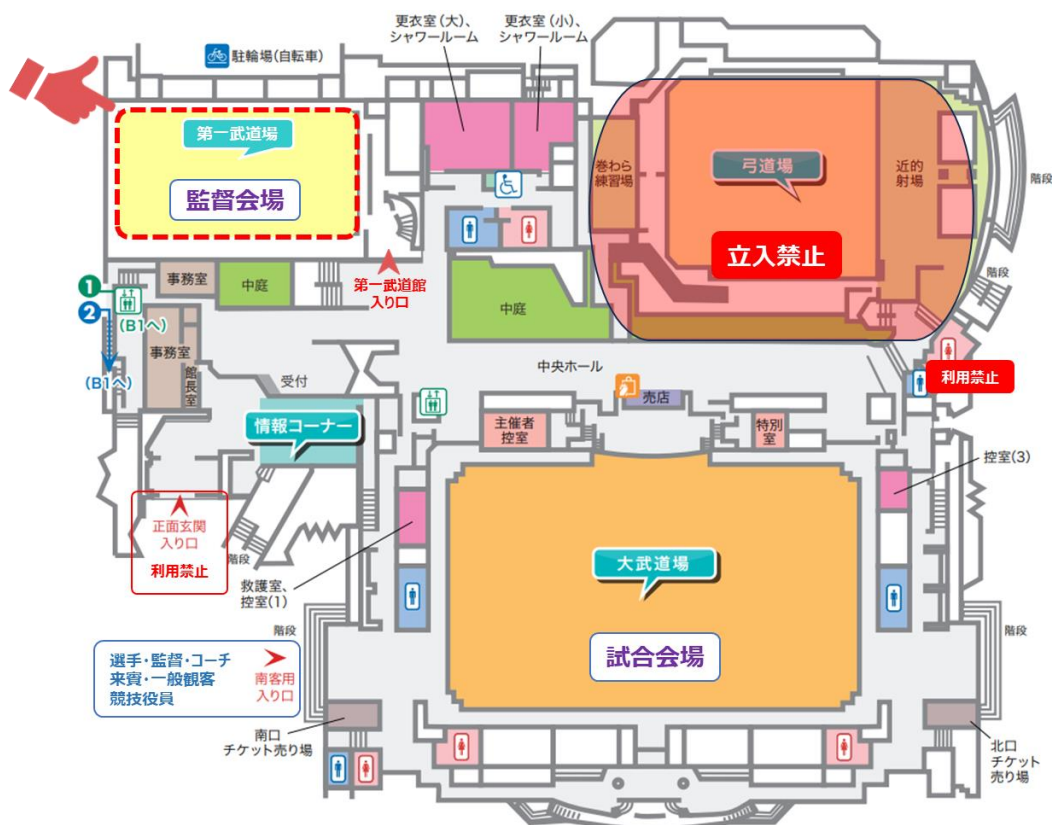 更衣室(大)、
シャワールーム
更衣室(小)、
シャワールーム
駐輪場(自転車)
第一武道場
監督会場
巻わら
練習場
弓道場
近的
射場
階段
立入禁止
階段
事務室
中庭
第一武道館
入り口
中庭
1
(B1へ)
2
(B1へ)
事務室
館長室
受付
中央ホール
売店
利用禁止
情報コーナー
主催者
控室
特別
室
控室(3)
正面玄関
入り口
利用禁止
階段
救護室、
控室(1)
大武道場
試合会場
階段
階段
選手・監督・コーチ
来賓・一般観客
競技役員
南客用
入り口
南口
チケット売り場
北口
チケット
売り場